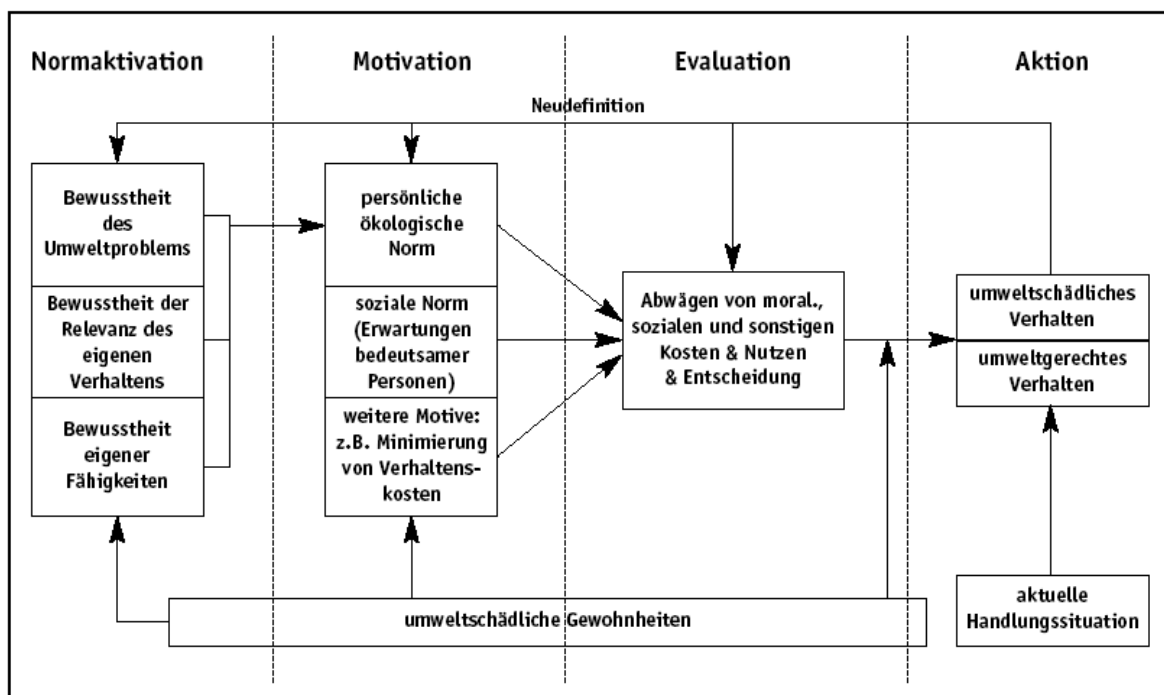 Normaktivation
Motivation
Evaluation
Aktion
Neudefinition
Bewusstheit
des
Umweltproblems
Bewusstheit der
Relevanz des
eigenen
Verhaltens
Bewusstheit
eigener
Fähigkeiten
persönliche
ökologische
Norm
soziale Norm
(Erwartungen
bedeutsamer
Personen)
weitere Motive:
z.B. Minimierung
von Verhaltens-
kosten
Abwägen von moral.,
sozialen und sonstigen
Kosten & Nutzen
& Entscheidung
umweltschädliches
Verhalten
umweltgerechtes
Verhalten
aktuelle
Handlungssituation
umweltschädliche Gewohnheiten